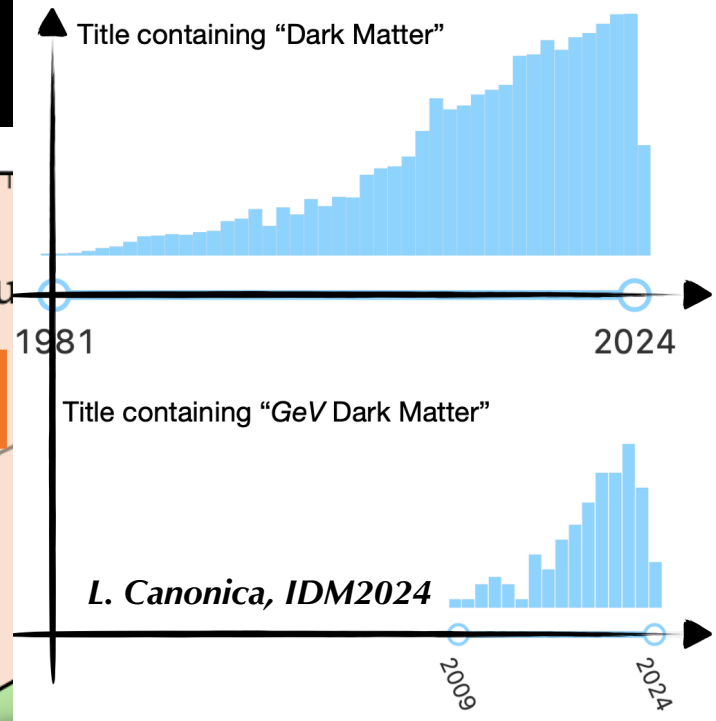 Title containing “Dark Matter”
1981
2024
Title containing “GeV Dark Matter”
L. Canonica, IDM2024
2009
2024